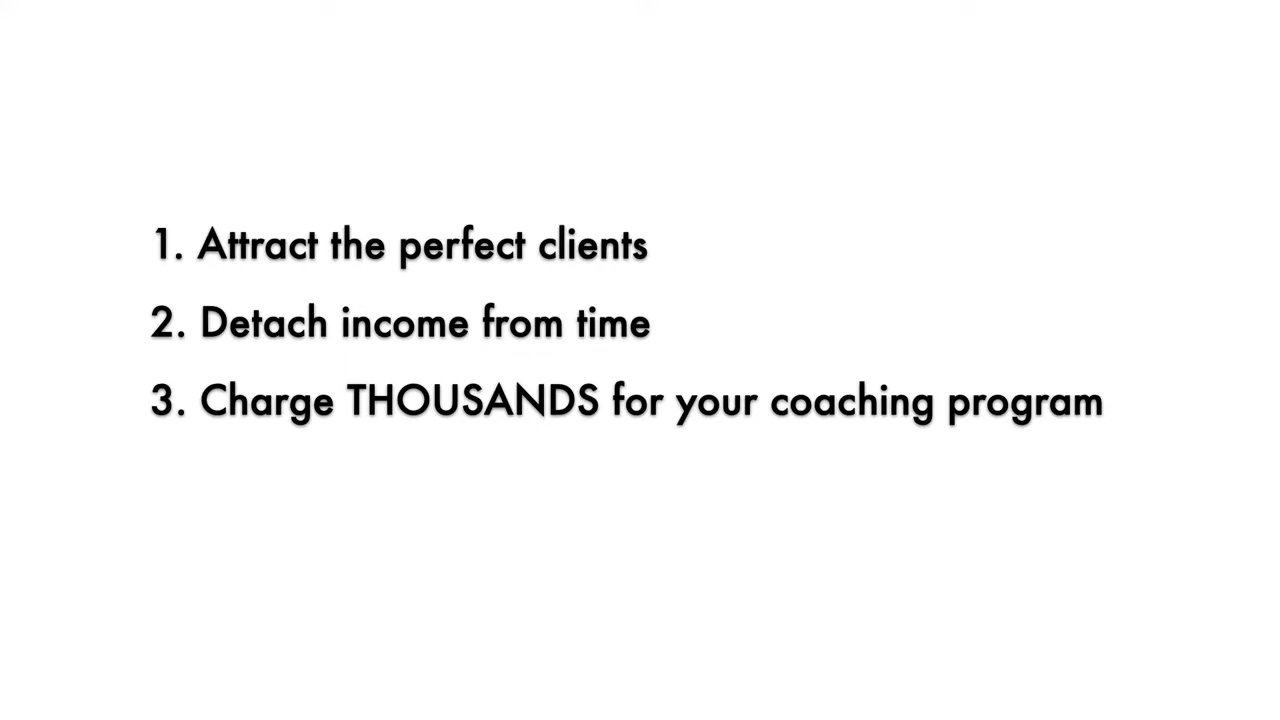 1. Attract the perfect clients
2. Detach income from time
3. Charge THOUSANDS for your coaching program